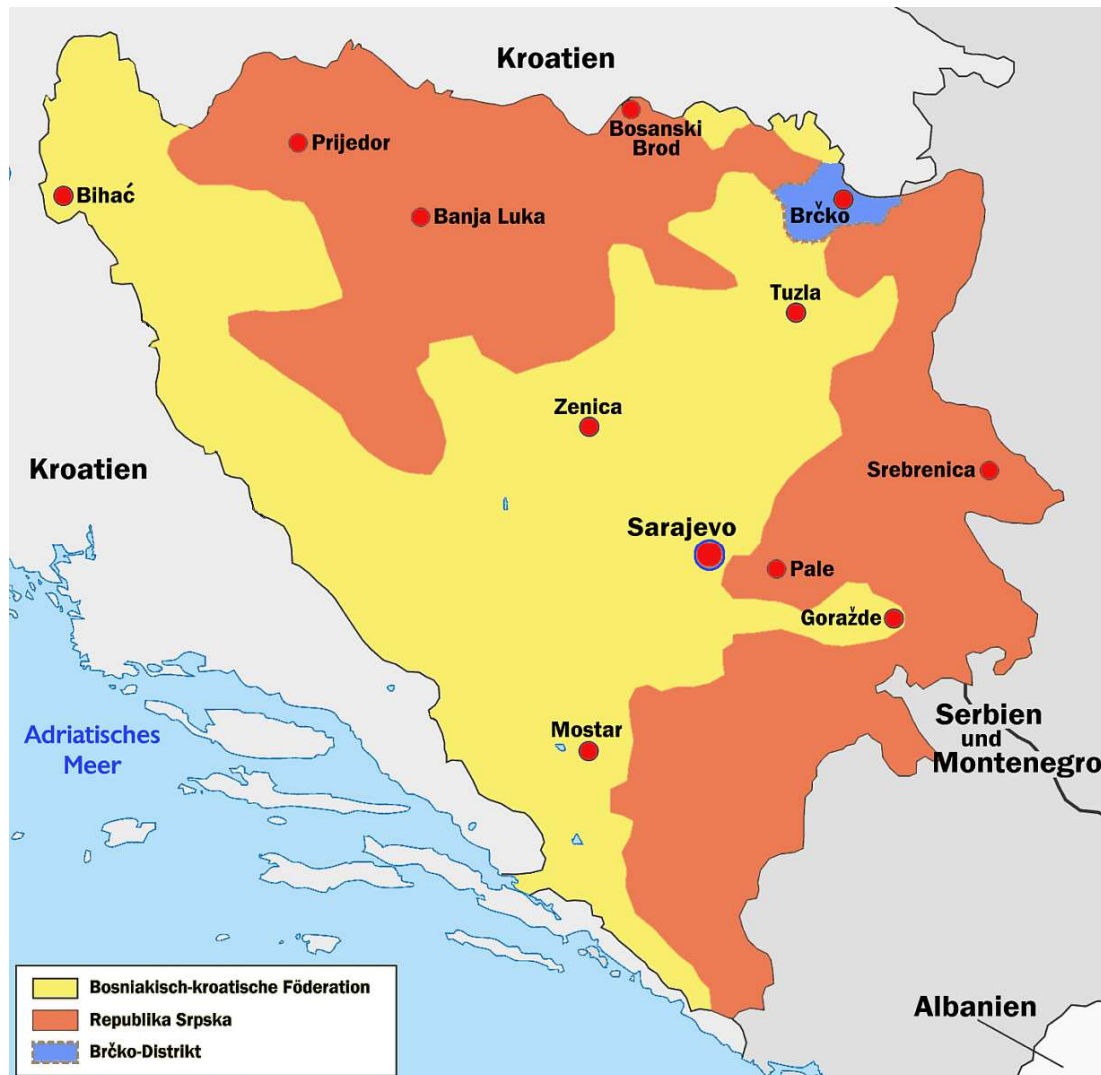 Kroatien
Bosanski
Brod
Prijedor
Bihać
Banja Luka
Brčko
Tuzla
Zenica
Kroatien
Srebrenica
Sarajevo
Pale
Goražde
Serbien
und
Montenegro
Mostar
Adriatisches
Meer
Albanien
Bosniakisch-kroatische Föderation
Republika Srpska
Brčko-Distrikt